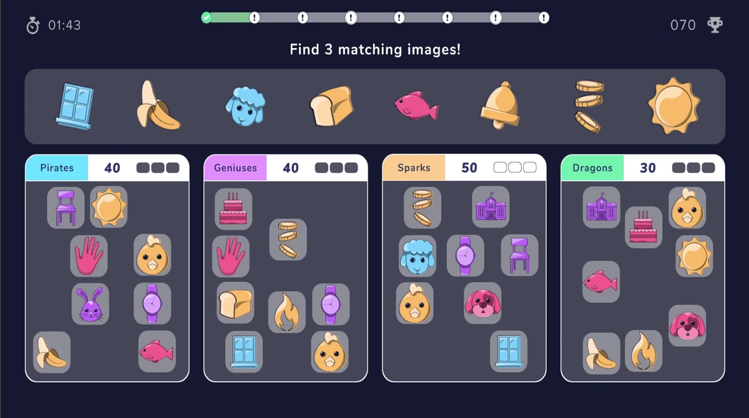 01:43
070
Find 3 matching images!
Pirates 40
Geniuses 40
Sparks 50
Dragons 30